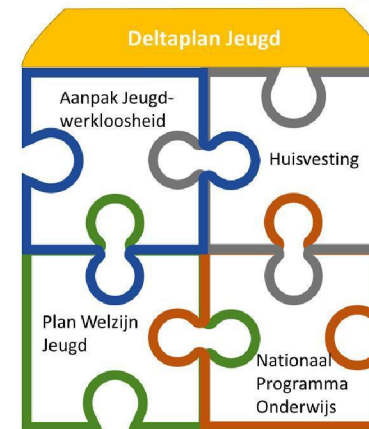 Deltaplan Jeugd
Aanpak Jeugd-
werkloosheid
Huisvesting
Plan Welzijn
Jeugd
Nationaal
Programma
Onderwijs